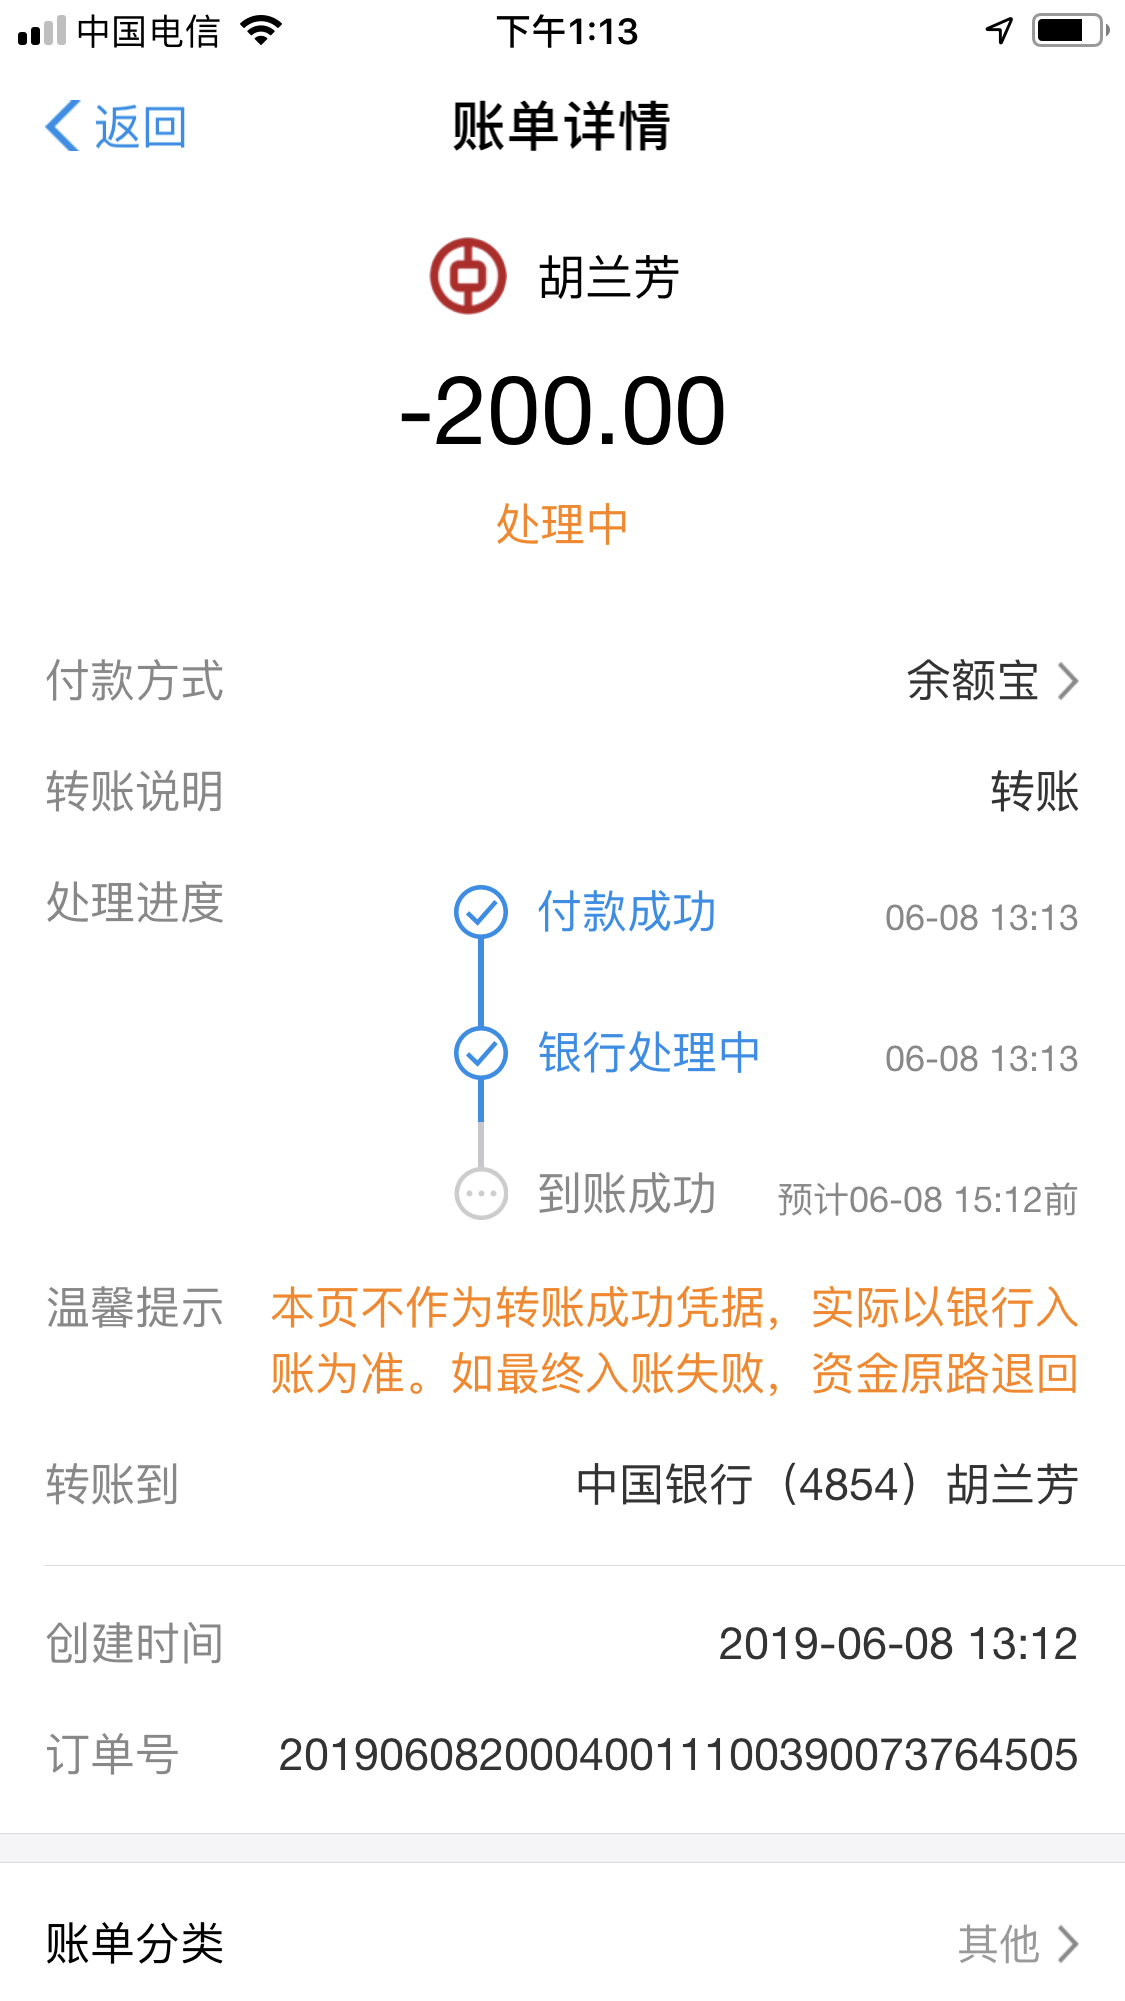 中国电信 下午1:13
返回 账单详情
胡兰芳
-200.00
处理中
付款方式 余额宝
转账说明 转账
处理进度 付款成功 06-08 13:13
银行处理中 06-08 13:13
到账成功 预计06-08 15:12前
温馨提示 本页不作为转账成功凭据，实际以银行入
账为准。如最终入账失败，资金原路退回
转账到 中国银行（4854）胡兰芳
创建时间 2019-06-08 13:12
订单号 20190608200040011100390073764505
账单分类 其他